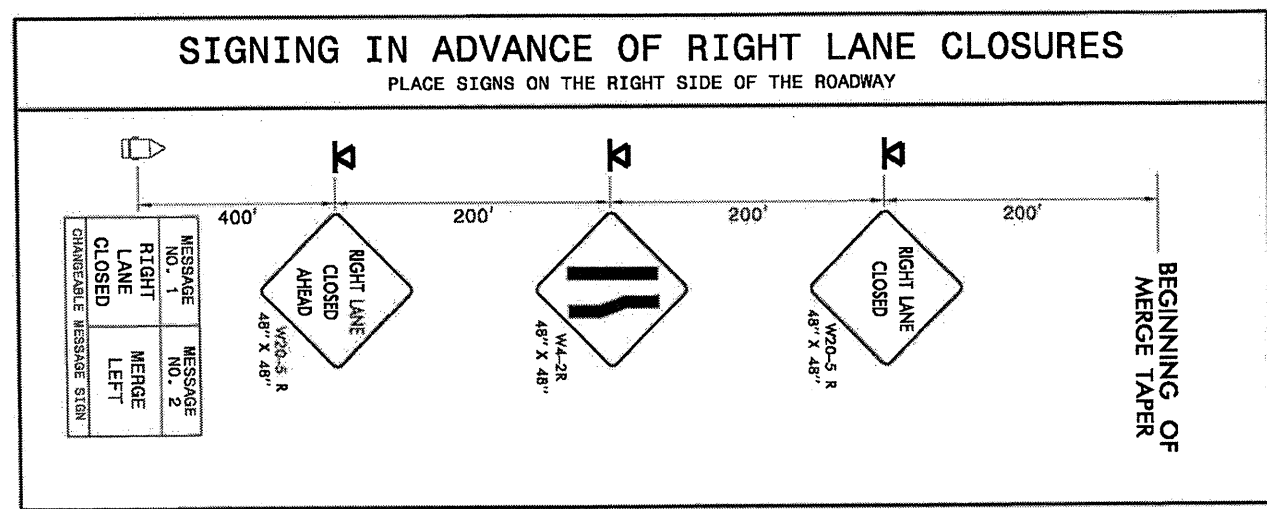 SIGNING IN ADVANCE OF RIGHT LANE CLOSURES
PLACE SIGNS ON THE RIGHT SIDE OF THE ROADWAY
400'
200'
200'
200'
MESSAGE
NO. 1
MESSAGE
NO. 2
RIGHT
LANE
CLOSED
MERGE
LEFT
CHANGEABLE MESSAGE SIGN
RIGHT LANE
CLOSED
AHEAD
W20-5 R
48" X 48"
W4-2R
48" X 48"
RIGHT LANE
CLOSED
W20-5 R
48" X 48"
BEGINNING OF
MERGE TAPER